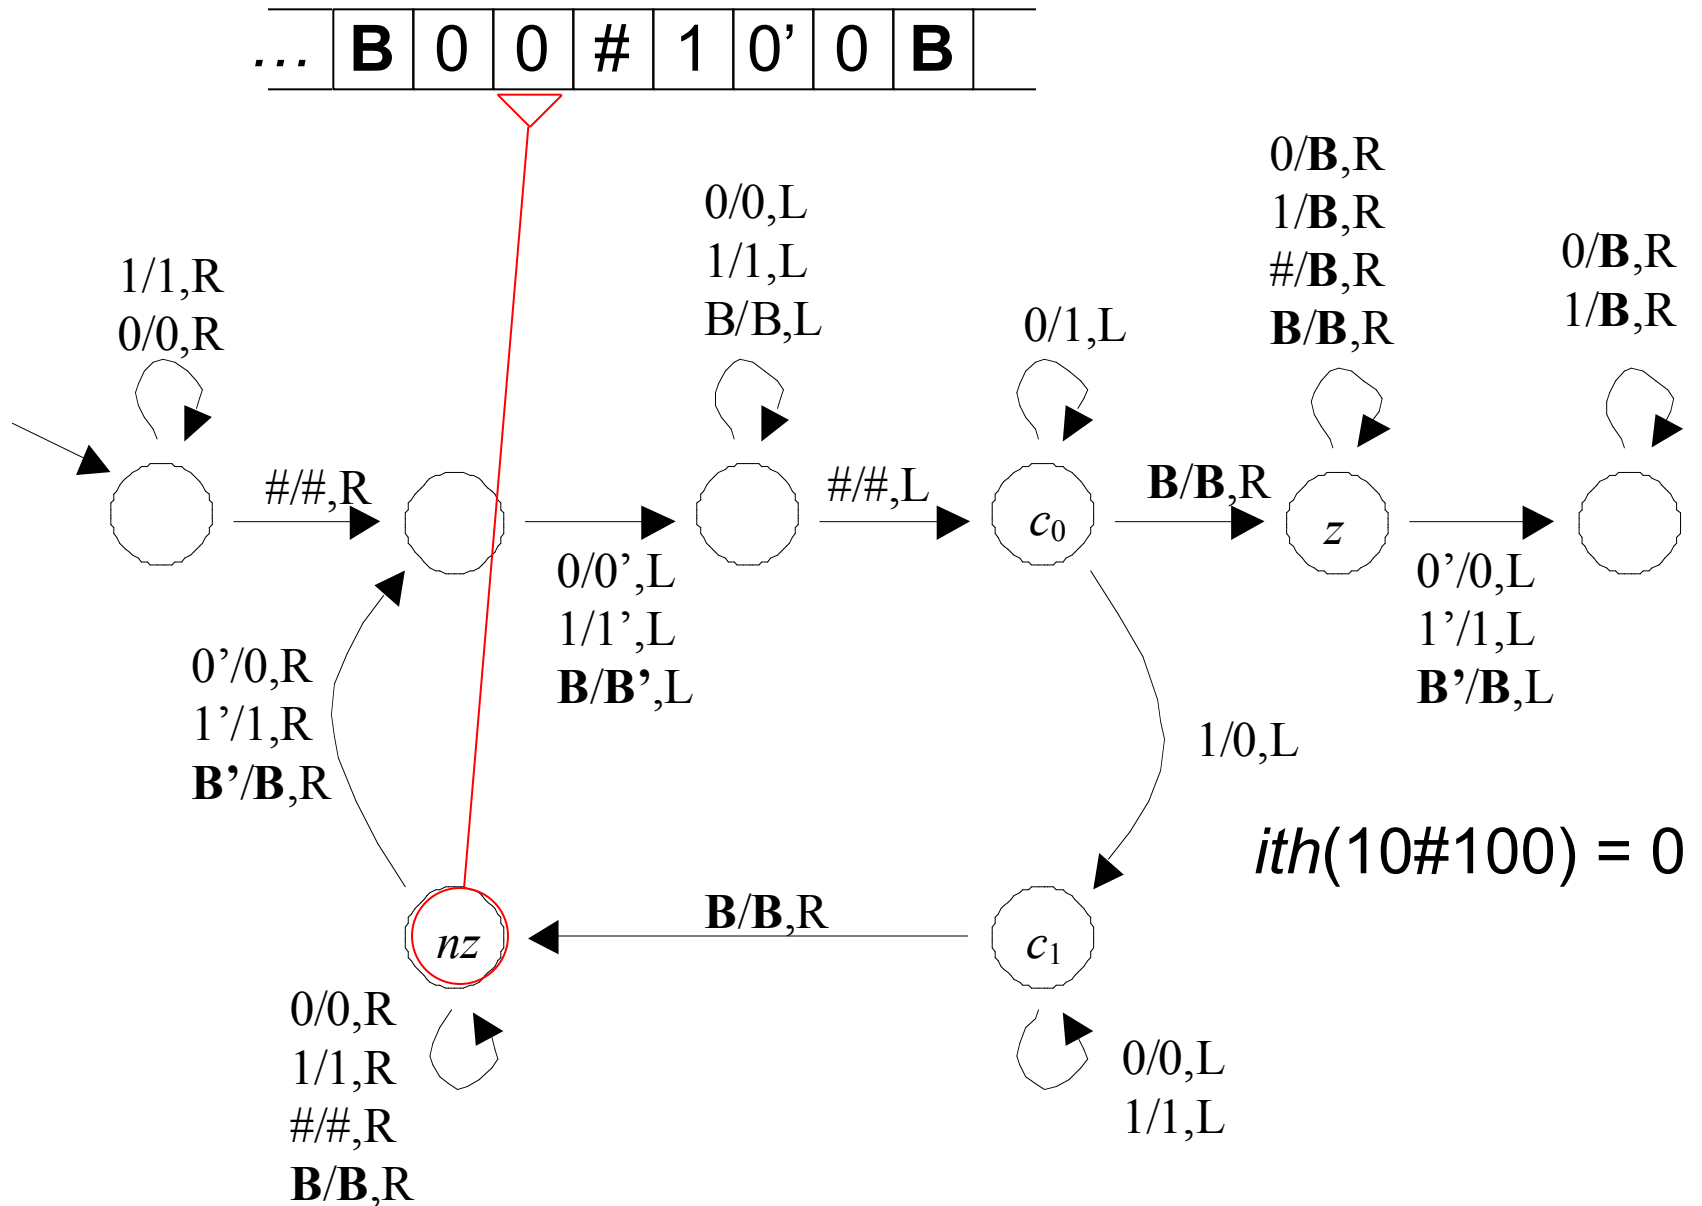 ... B 0 0 # 1 0’ 0 B
0/B,R
1/B,R
#/B,R
B/B,R
0/0,L
1/1,L
B/B,L
0/B,R
1/B,R
1/1,R
0/0,R
0/1,L
#/#,R
#/#,L
B/B,R
c0
z
0/0’,L
1/1’,L
B/B’,L
0’/0,L
1’/1,L
B’/B,L
0’/0,R
1’/1,R
B’/B,R
1/0,L
ith(10#100) = 0
B/B,R
nz
c1
0/0,R
1/1,R
#/#,R
B/B,R
0/0,L
1/1,L